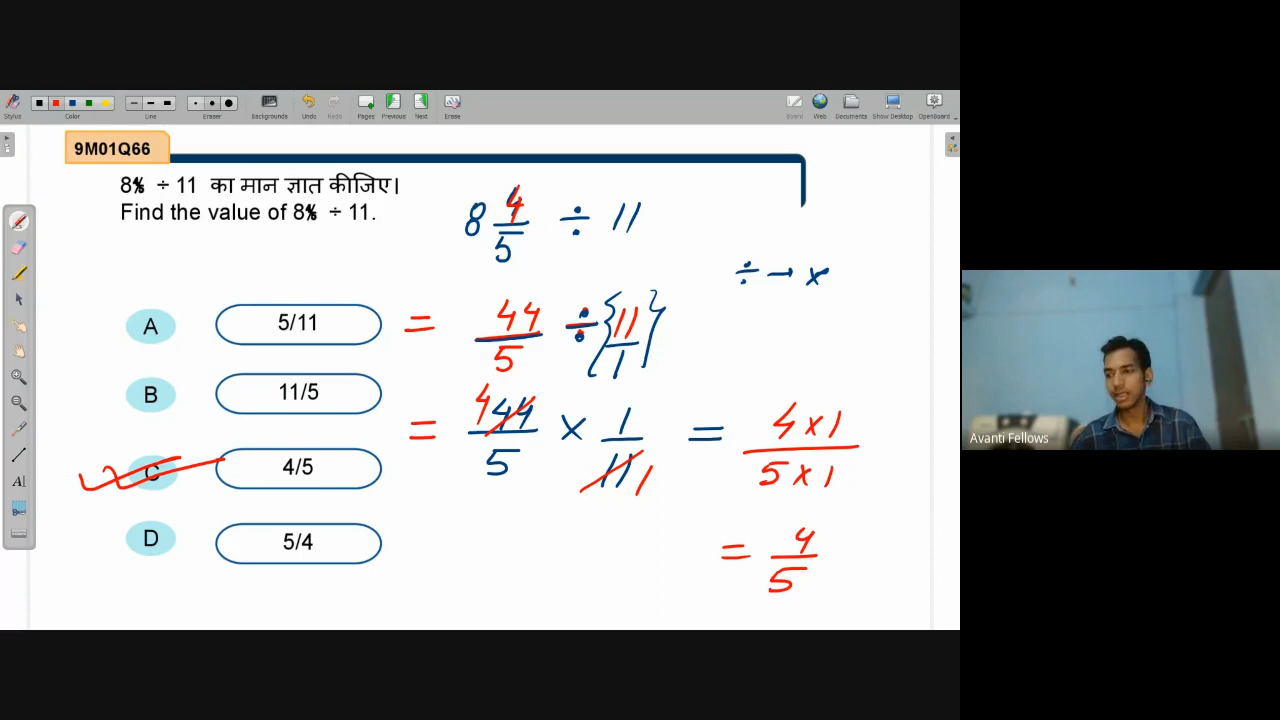 Stylus
Color
Line
Eraser
Backgrounds
Undo
Redo
Pages
Previous
Next
Erase
Board
Web
Documents
Show Desktop
OpenBoard
9M01Q66
8⅘ ÷ 11 का मान ज्ञात कीजिए।
Find the value of 8⅘ ÷ 11.
8 4/5 ÷ 11
÷ → ×
A 5/11
= 44/5 ÷ {11/1}
B 11/5
= 4 44/5 × 1/11 1 = 4×1/5×1
C 4/5
D 5/4
= 4/5
Avanti Fellows